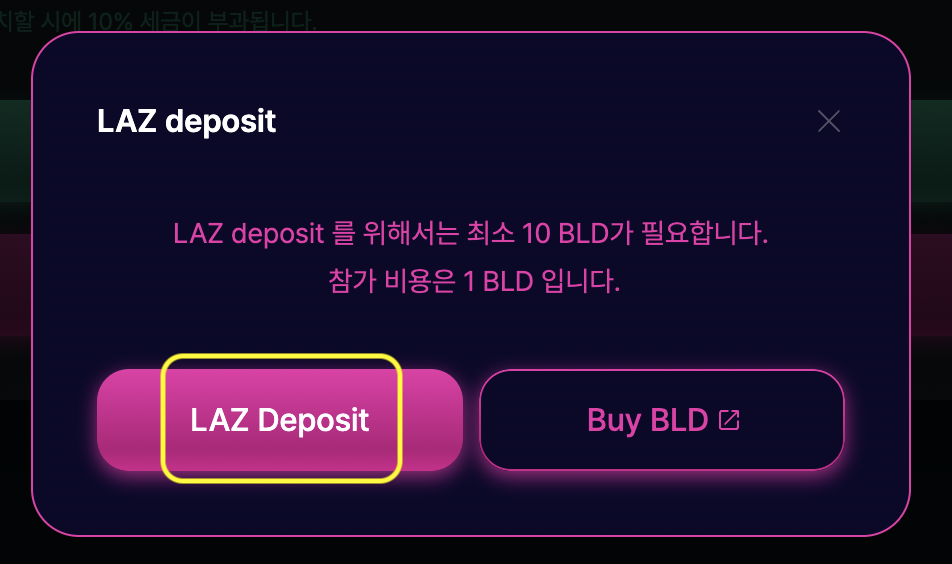 치할 시에 10% 세금이 부과됩니다.
LAZ deposit
LAZ deposit 를 위해서는 최소 10 BLD가 필요합니다.
참가 비용은 1 BLD 입니다.
LAZ Deposit
Buy BLD